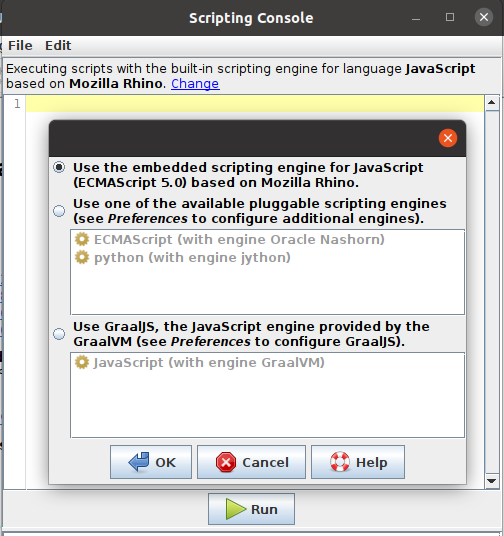 Scripting Console
File Edit
Executing scripts with the built-in scripting engine for language JavaScript
based on Mozilla Rhino. Change
1
Use the embedded scripting engine for JavaScript
(ECMAScript 5.0) based on Mozilla Rhino.
Use one of the available pluggable scripting engines
(see Preferences to configure additional engines).
ECMAScript (with engine Oracle Nashorn)
python (with engine jython)
Use GraalJS, the JavaScript engine provided by the
GraalVM (see Preferences to configure GraalJS).
JavaScript (with engine GraalVM)
OK Cancel Help
Run